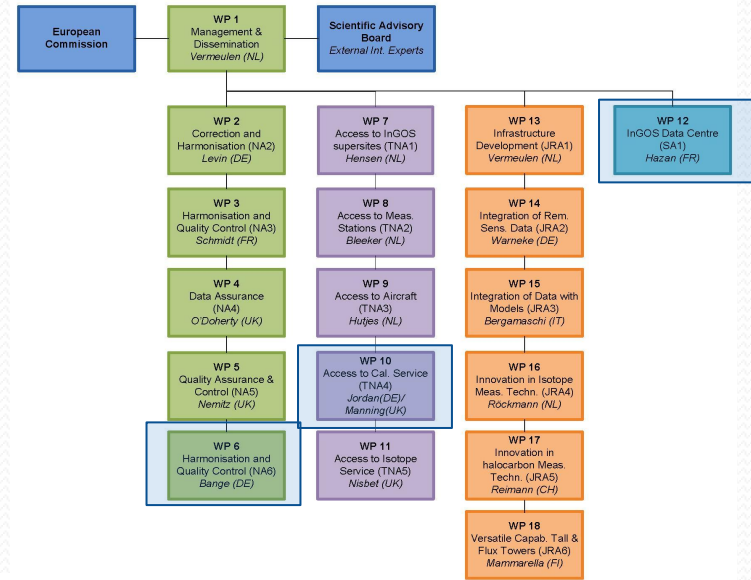 European
Commission
WP 1
Management &
Dissemination
Vermeulen (NL)
Scientific Advisory
Board
External Int. Experts
WP 2
Correction and
Harmonisation (NA2)
Levin (DE)
WP 3
Harmonisation and
Quality Control (NA3)
Schmidt (FR)
WP 4
Data Assurance
(NA4)
O'Doherty (UK)
WP 5
Quality Assurance &
Control (NA5)
Nemitz (UK)
WP 6
Harmonisation and
Quality Control (NA6)
Bange (DE)
WP 7
Access to InGOS
supersites (TNA1)
Hensen (NL)
WP 8
Access to Meas.
Stations (TNA2)
Bleeker (NL)
WP 9
Access to Aircraft
(TNA3)
Hutjes (NL)
WP 10
Access to Cal. Service
(TNA4)
Jordan(DE)/
Manning(UK)
WP 11
Access to Isotope
Service (TNA5)
Nisbet (UK)
WP 13
Infrastructure
Development (JRA1)
Vermeulen (NL)
WP 14
Integration of Rem.
Sens. Data (JRA2)
Warneke (DE)
WP 15
Integration of Data with
Models (JRA3)
Bergamaschi (IT)
WP 16
Innovation in Isotope
Meas. Techn. (JRA4)
Röckmann (NL)
WP 17
Innovation in
halocarbon Meas.
Techn. (JRA5)
Reimann (CH)
WP 18
Versatile Capab. Tall &
Flux Towers (JRA6)
Mammarella (FI)
WP 12
InGOS Data Centre
(SA1)
Hazan (FR)